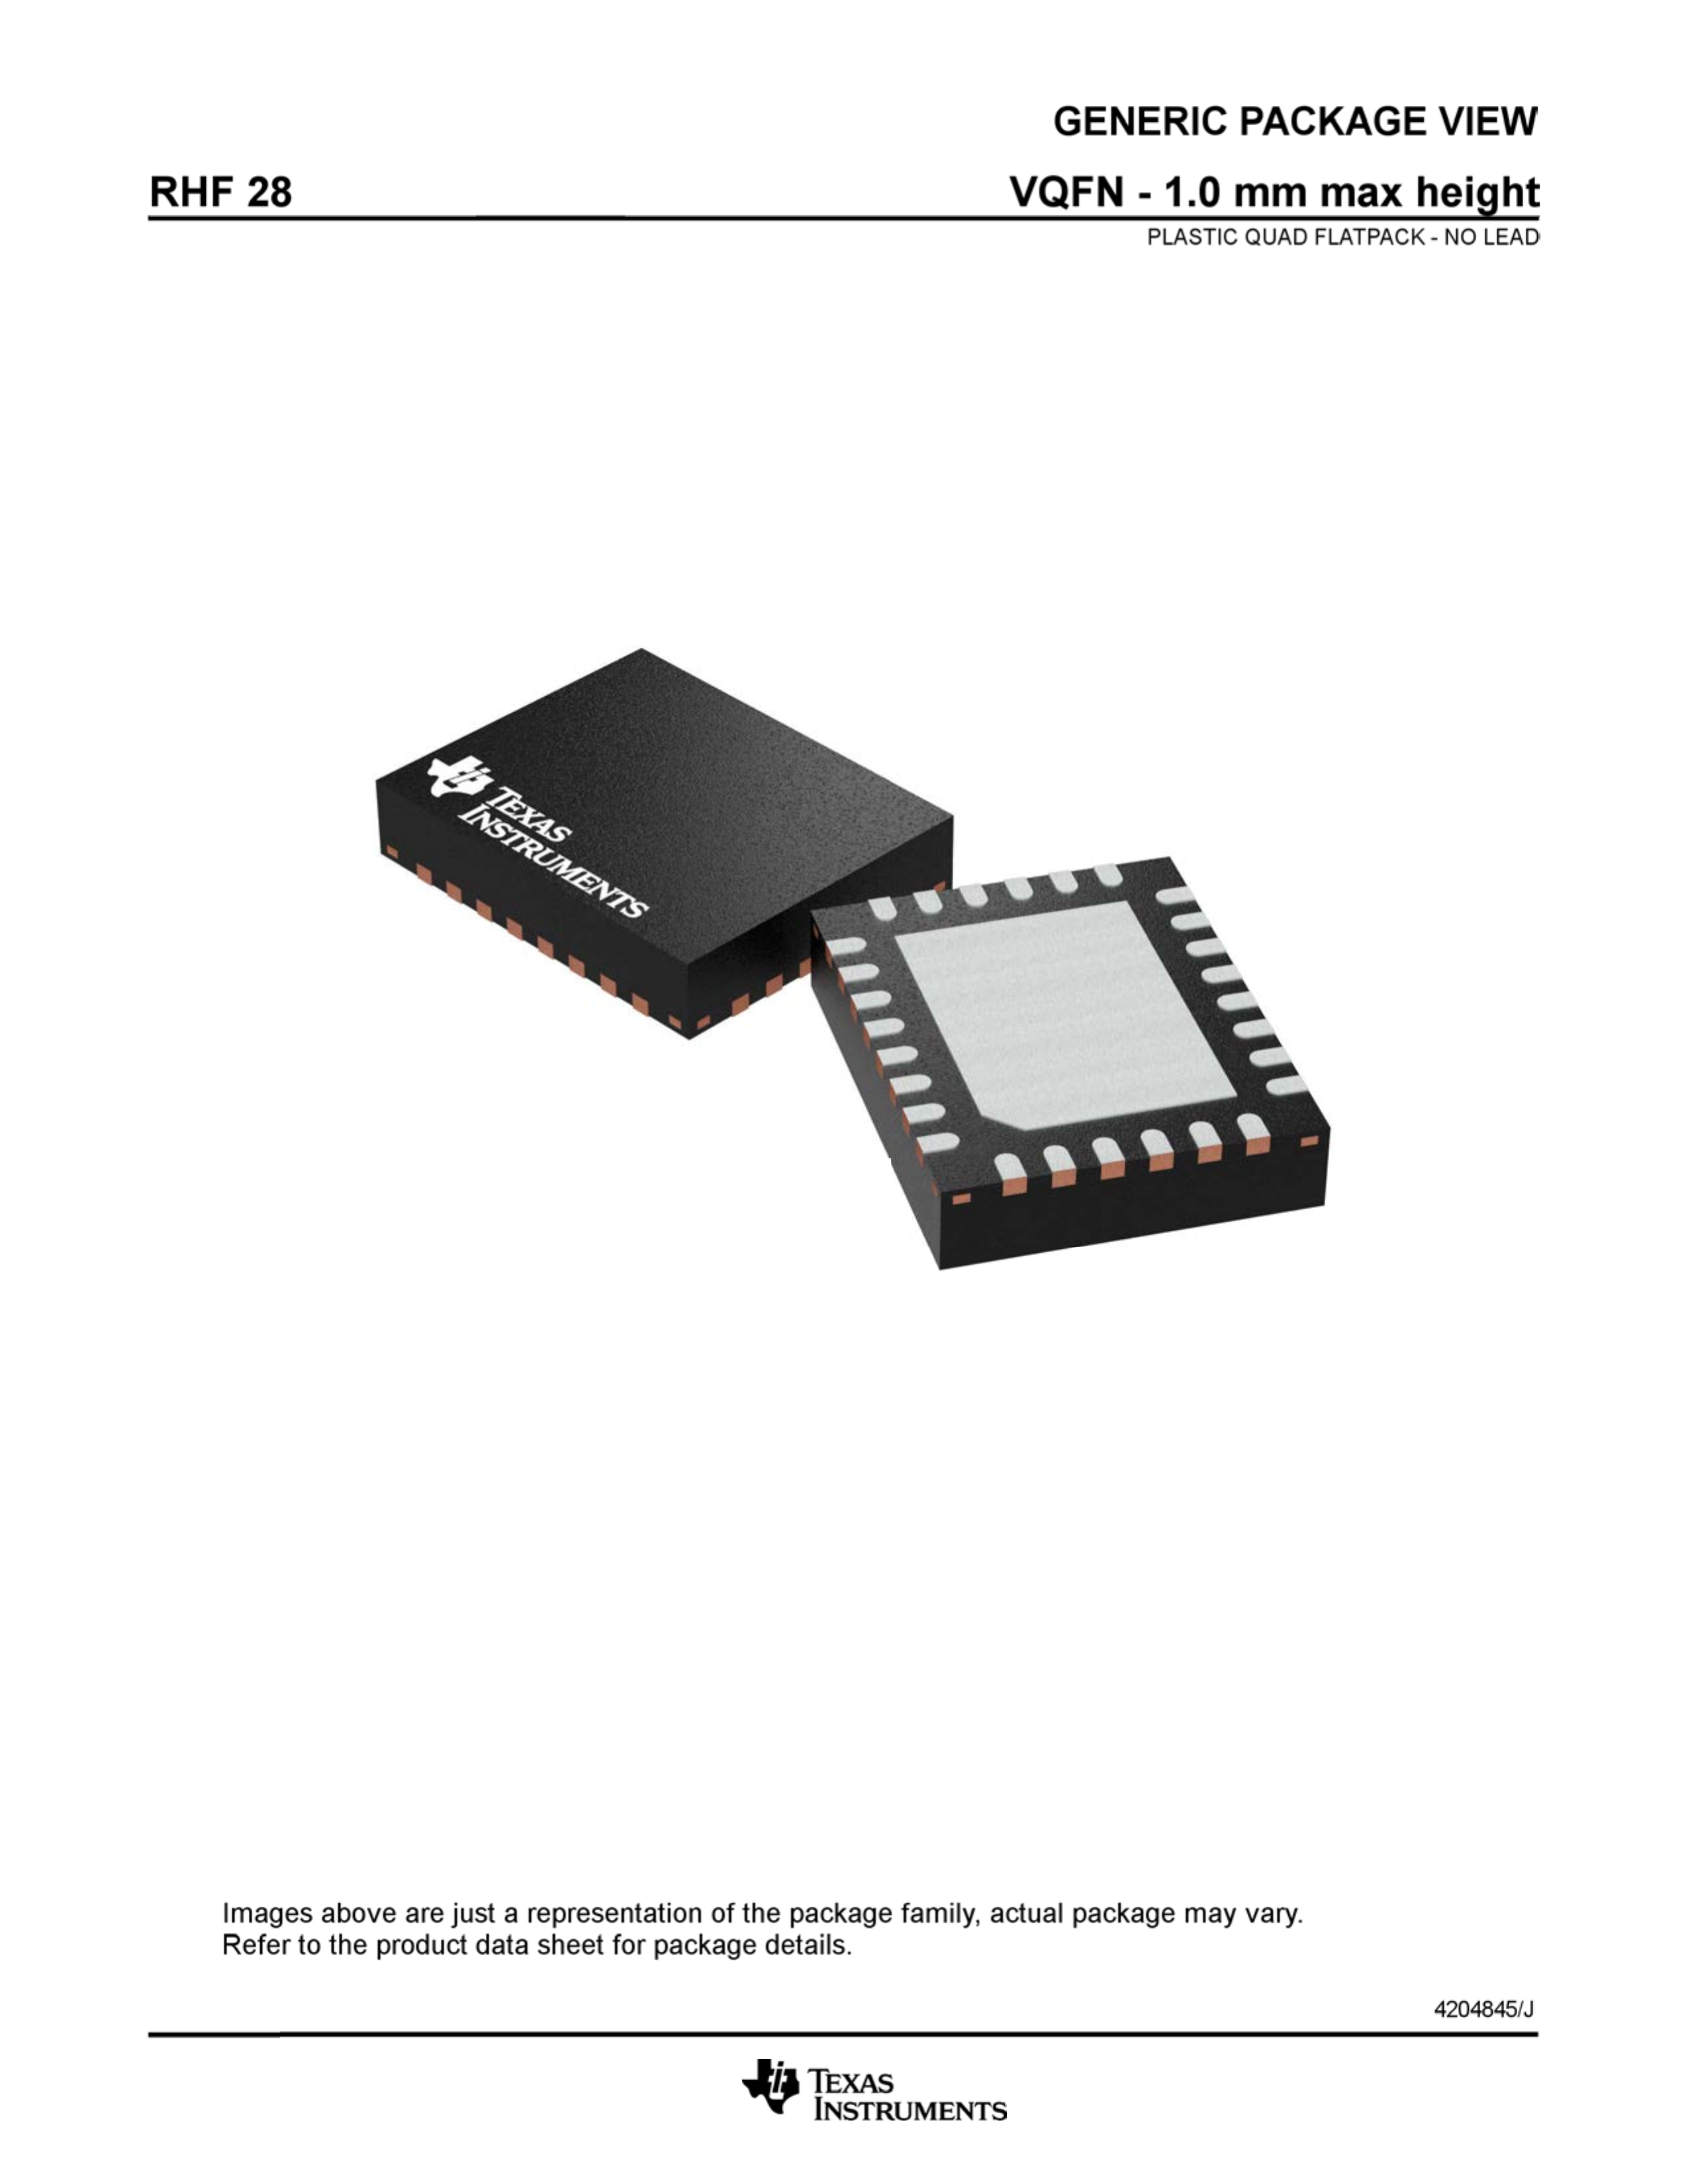 GENERIC PACKAGE VIEW
RHF 28
VQFN - 1.0 mm max height
PLASTIC QUAD FLATPACK - NO LEAD
TEXAS
INSTRUMENTS
Images above are just a representation of the package family, actual package may vary.
Refer to the product data sheet for package details.
4204845/J
TEXAS
INSTRUMENTS